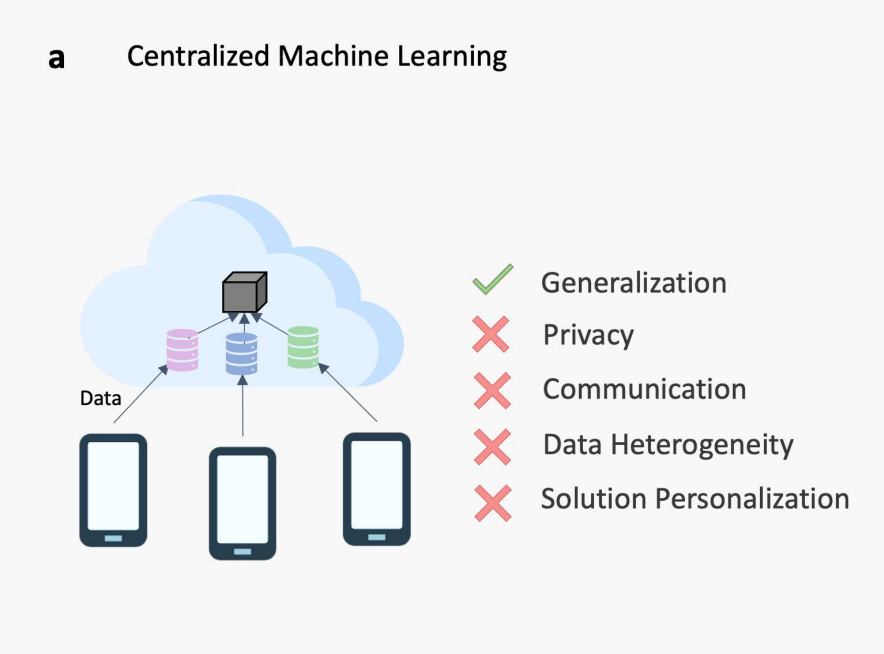 a Centralized Machine Learning
Generalization
Privacy
Data
Communication
Data Heterogeneity
Solution Personalization